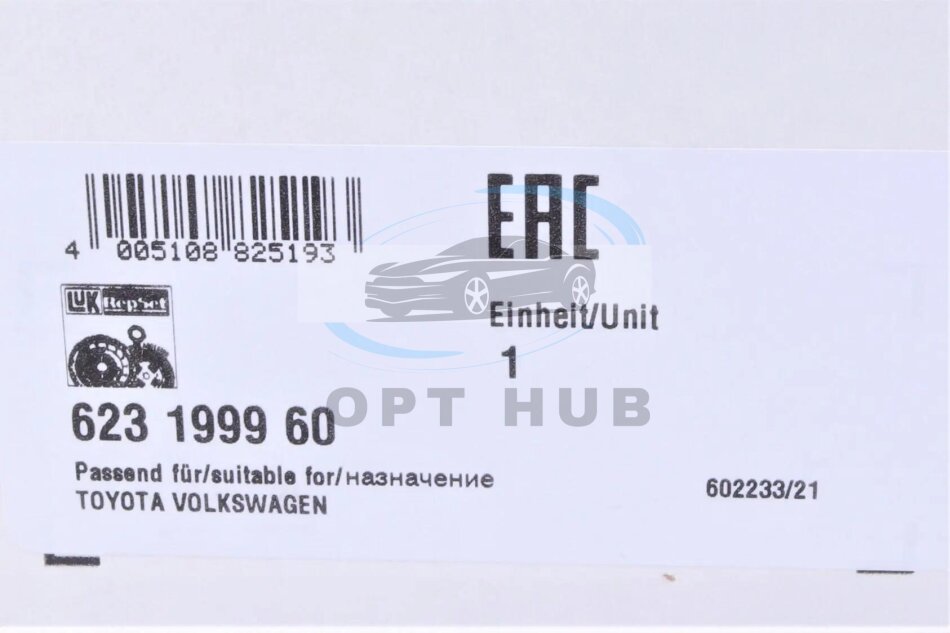 4 005108 825193
EAC
LUK RepSet
Einheit/Unit
1
OPT HUB
623 1999 60
Passend für/suitable for/назначение
TOYOTA VOLKSWAGEN
602233/21